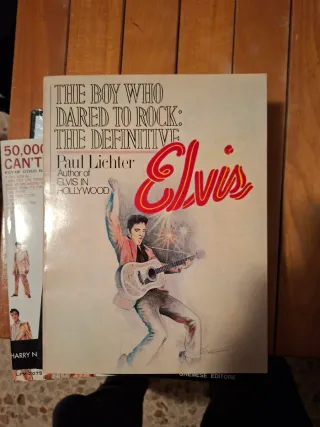 THE BOY WHO
DARED TO ROCK:
THE DEFINITIVE
Elvis
Paul Lichter
Author of
ELVIS IN
HOLLYWOOD
50,000
CAN'T
HARRY N